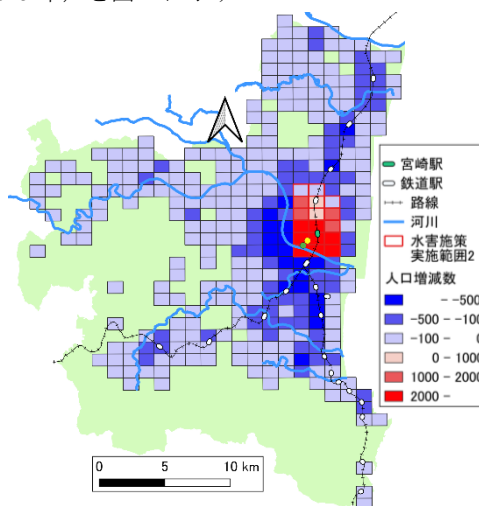 宮崎駅
鉄道駅
路線
河川
水害施策
実施範囲2
人口増減数
- -500
-500 - -100
-100 - 0
0 - 1000
1000 - 2000
2000 -
0 5 10 km